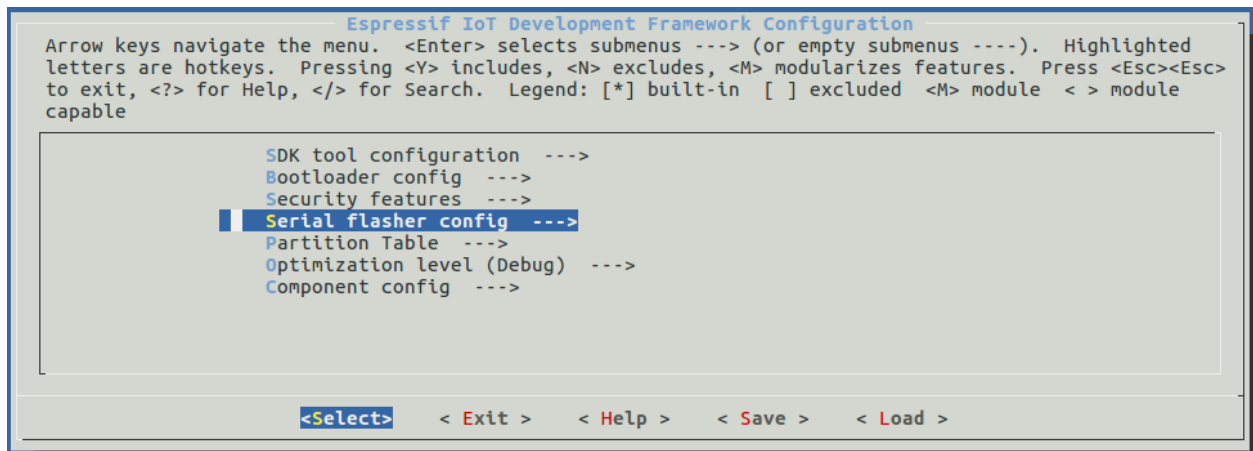 Espressif IoT Development Framework Configuration
Arrow keys navigate the menu.  <Enter> selects submenus ---> (or empty submenus ----).  Highlighted
letters are hotkeys.  Pressing <Y> includes, <N> excludes, <M> modularizes features.  Press <Esc><Esc>
to exit, <?> for Help, </> for Search.  Legend: [*] built-in  [ ] excluded  <M> module  < > module
capable
SDK tool configuration  --->
Bootloader config  --->
Security features  --->
Serial flasher config  --->
Partition Table  --->
Optimization level (Debug)  --->
Component config  --->
<Select>    < Exit >    < Help >    < Save >    < Load >